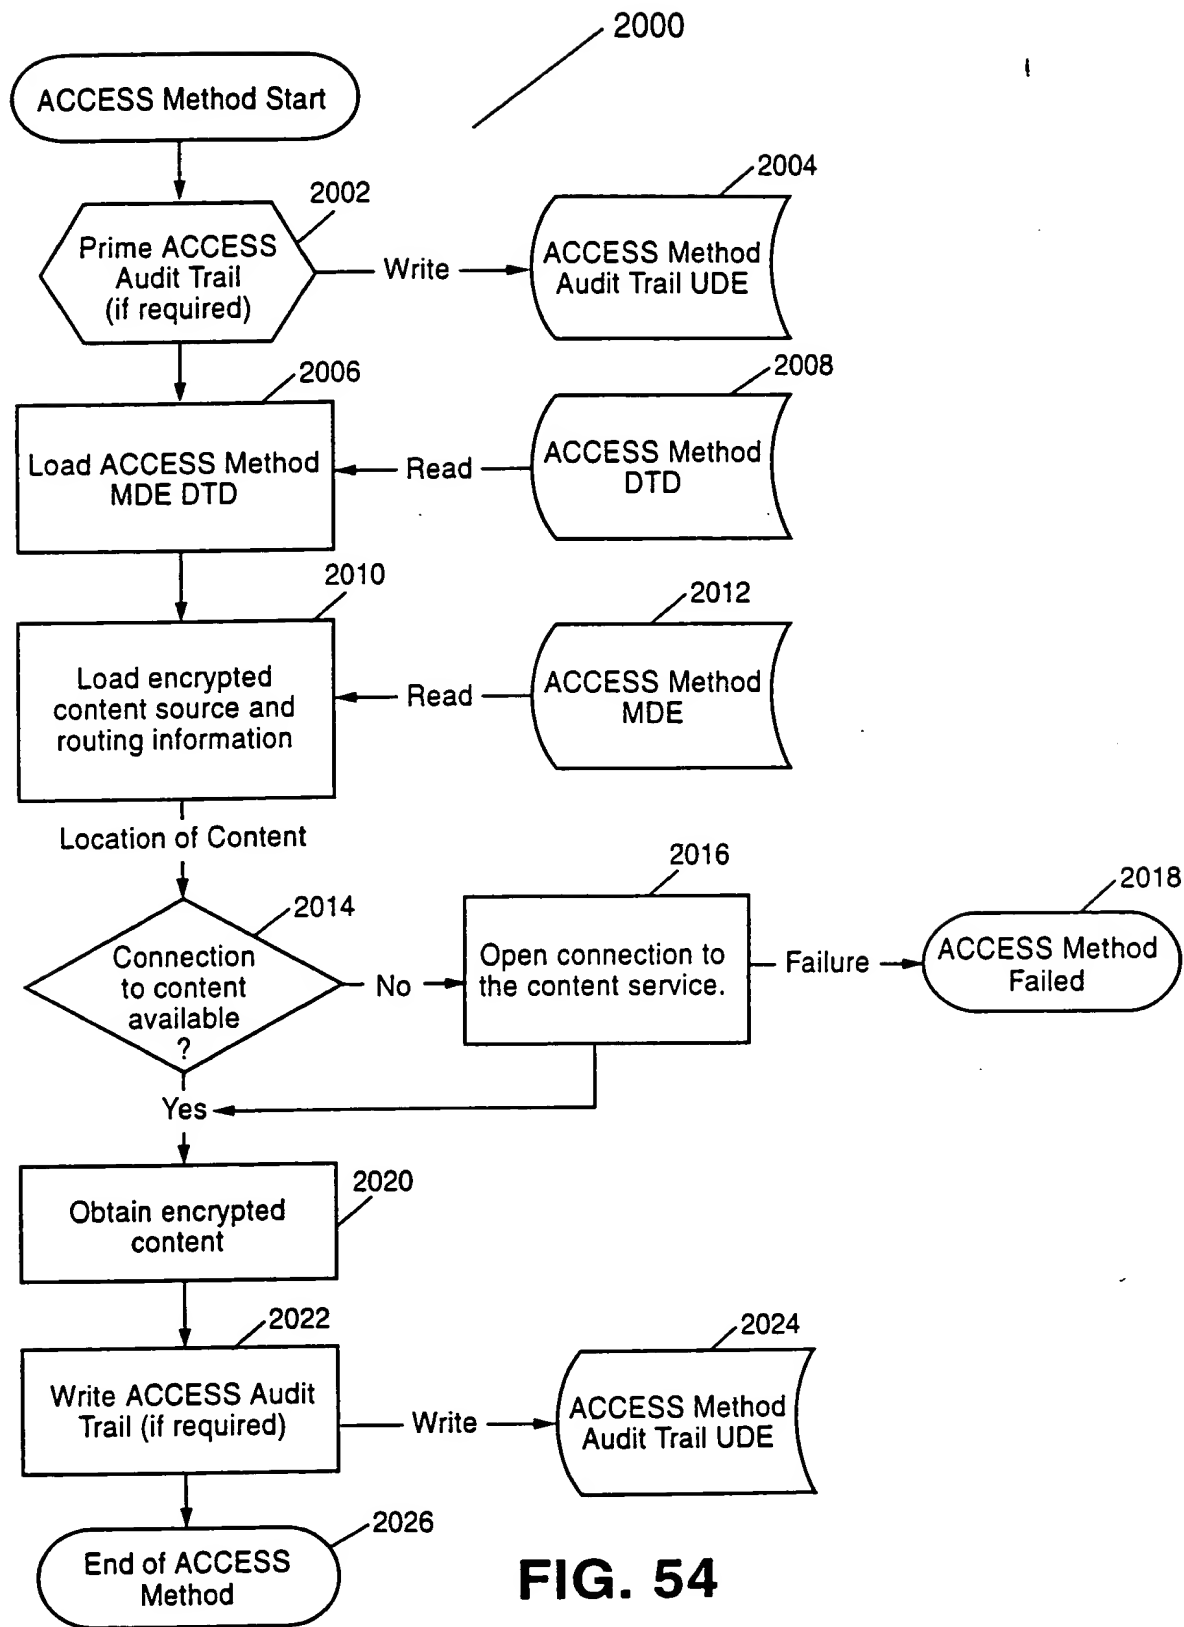 2000
ACCESS Method Start
2002
2004
Prime ACCESS
Audit Trail
(if required)
Write
ACCESS Method
Audit Trail UDE
2006
2008
Load ACCESS Method
MDE DTD
Read
ACCESS Method
DTD
2010
2012
Load encrypted
content source and
routing information
Read
ACCESS Method
MDE
Location of Content
2014
2016
2018
Connection
to content
available
?
No
Open connection to
the content service.
Failure
ACCESS Method
Failed
Yes
2020
Obtain encrypted
content
2022
2024
Write ACCESS Audit
Trail (if required)
Write
ACCESS Method
Audit Trail UDE
2026
End of ACCESS
Method
FIG. 54